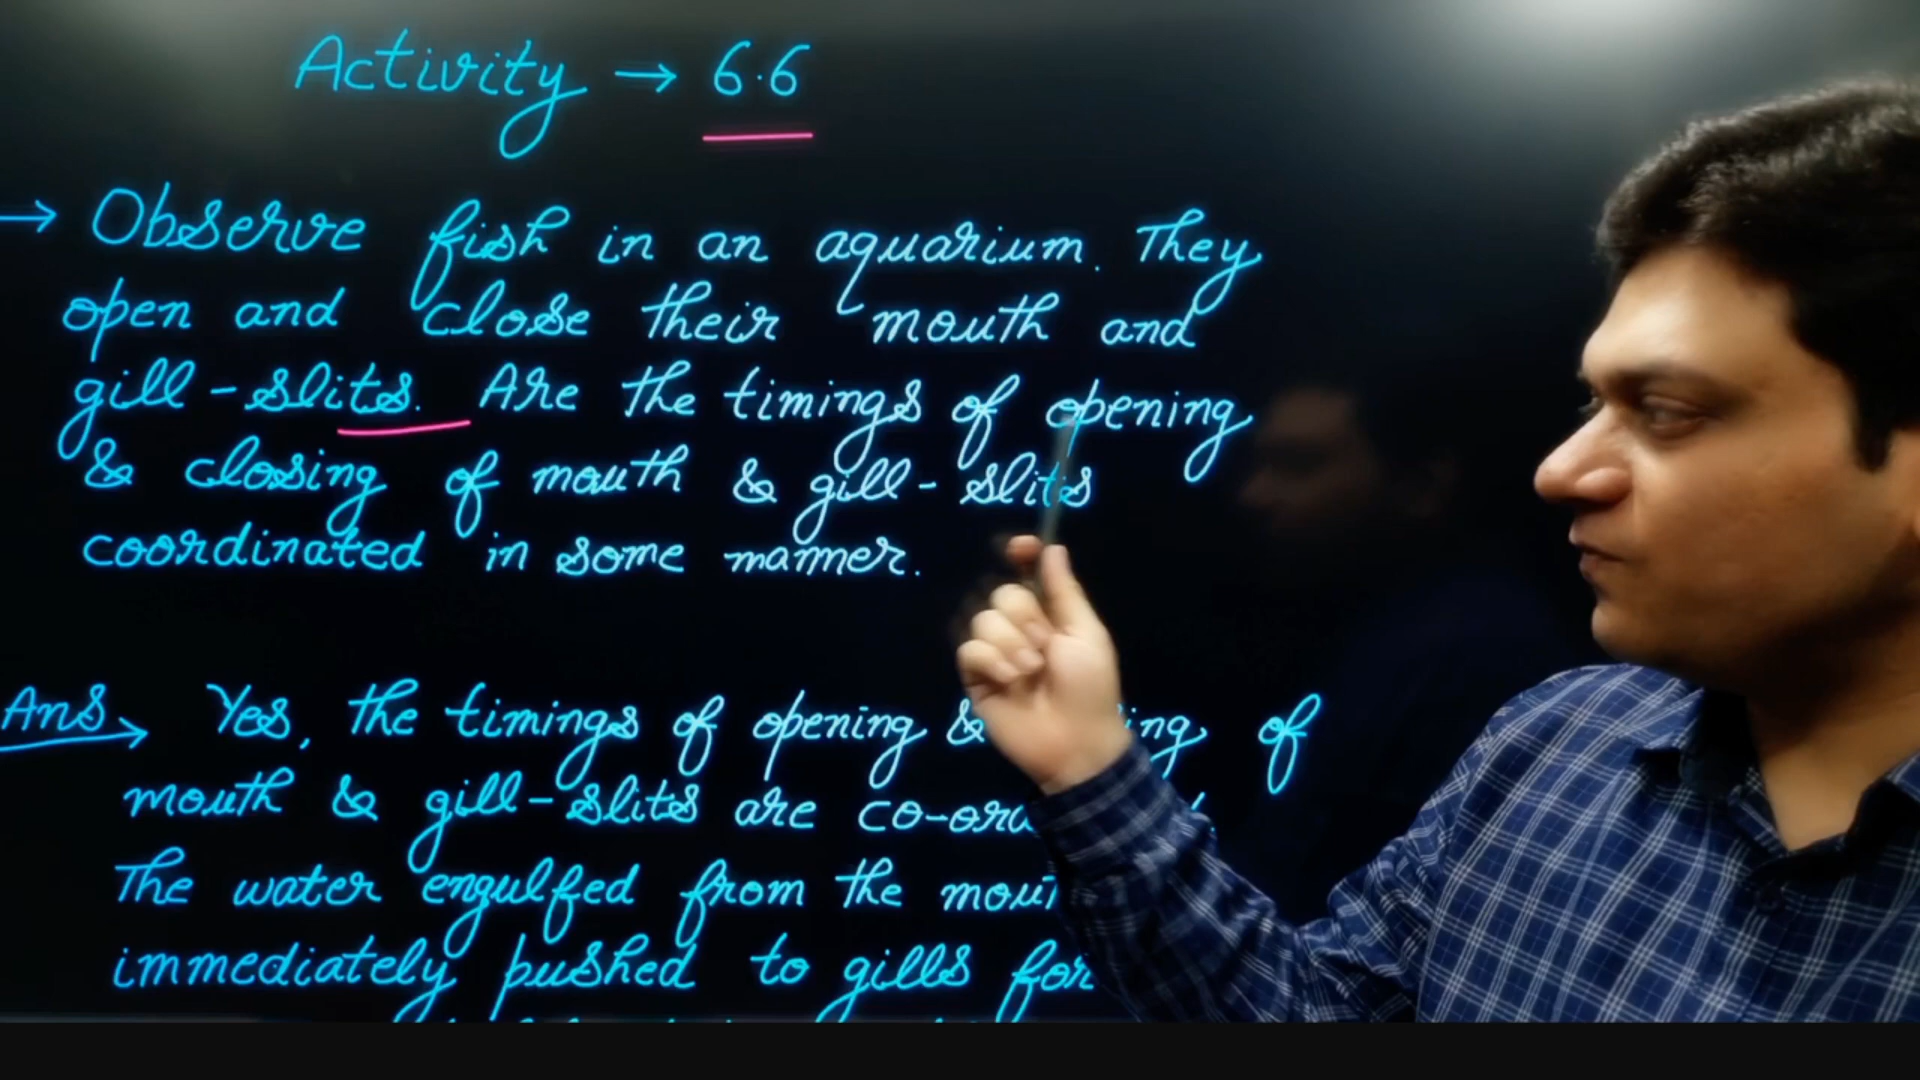 Activity → 6.6
→ Observe fish in an aquarium. They
open and close their mouth and
gill-slits. Are the timings of opening
& closing of mouth & gill-slits
coordinated in some manner.
Ans → Yes, the timings of opening & of
mouth & gill-slits are
The water engulfed from the
immediately pushed to gills for